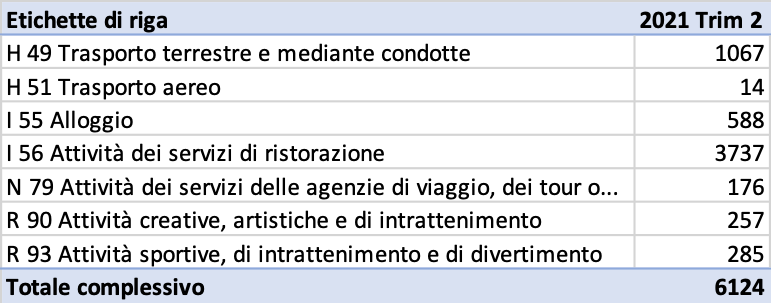 Etichette di riga 2021 Trim 2
H 49 Trasporto terrestre e mediante condotte 1067
H 51 Trasporto aereo 14
I 55 Alloggio 588
I 56 Attività dei servizi di ristorazione 3737
N 79 Attività dei servizi delle agenzie di viaggio, dei tour o... 176
R 90 Attività creative, artistiche e di intrattenimento 257
R 93 Attività sportive, di intrattenimento e di divertimento 285
Totale complessivo 6124